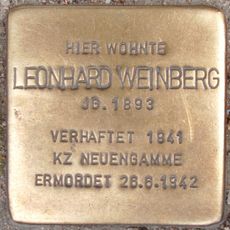 HIER WOHNTE
LEONHARD WEINBERG
JG. 1893
VERHAFTET 1941
KZ NEUENGAMME
ERMORDET 26.6.1942